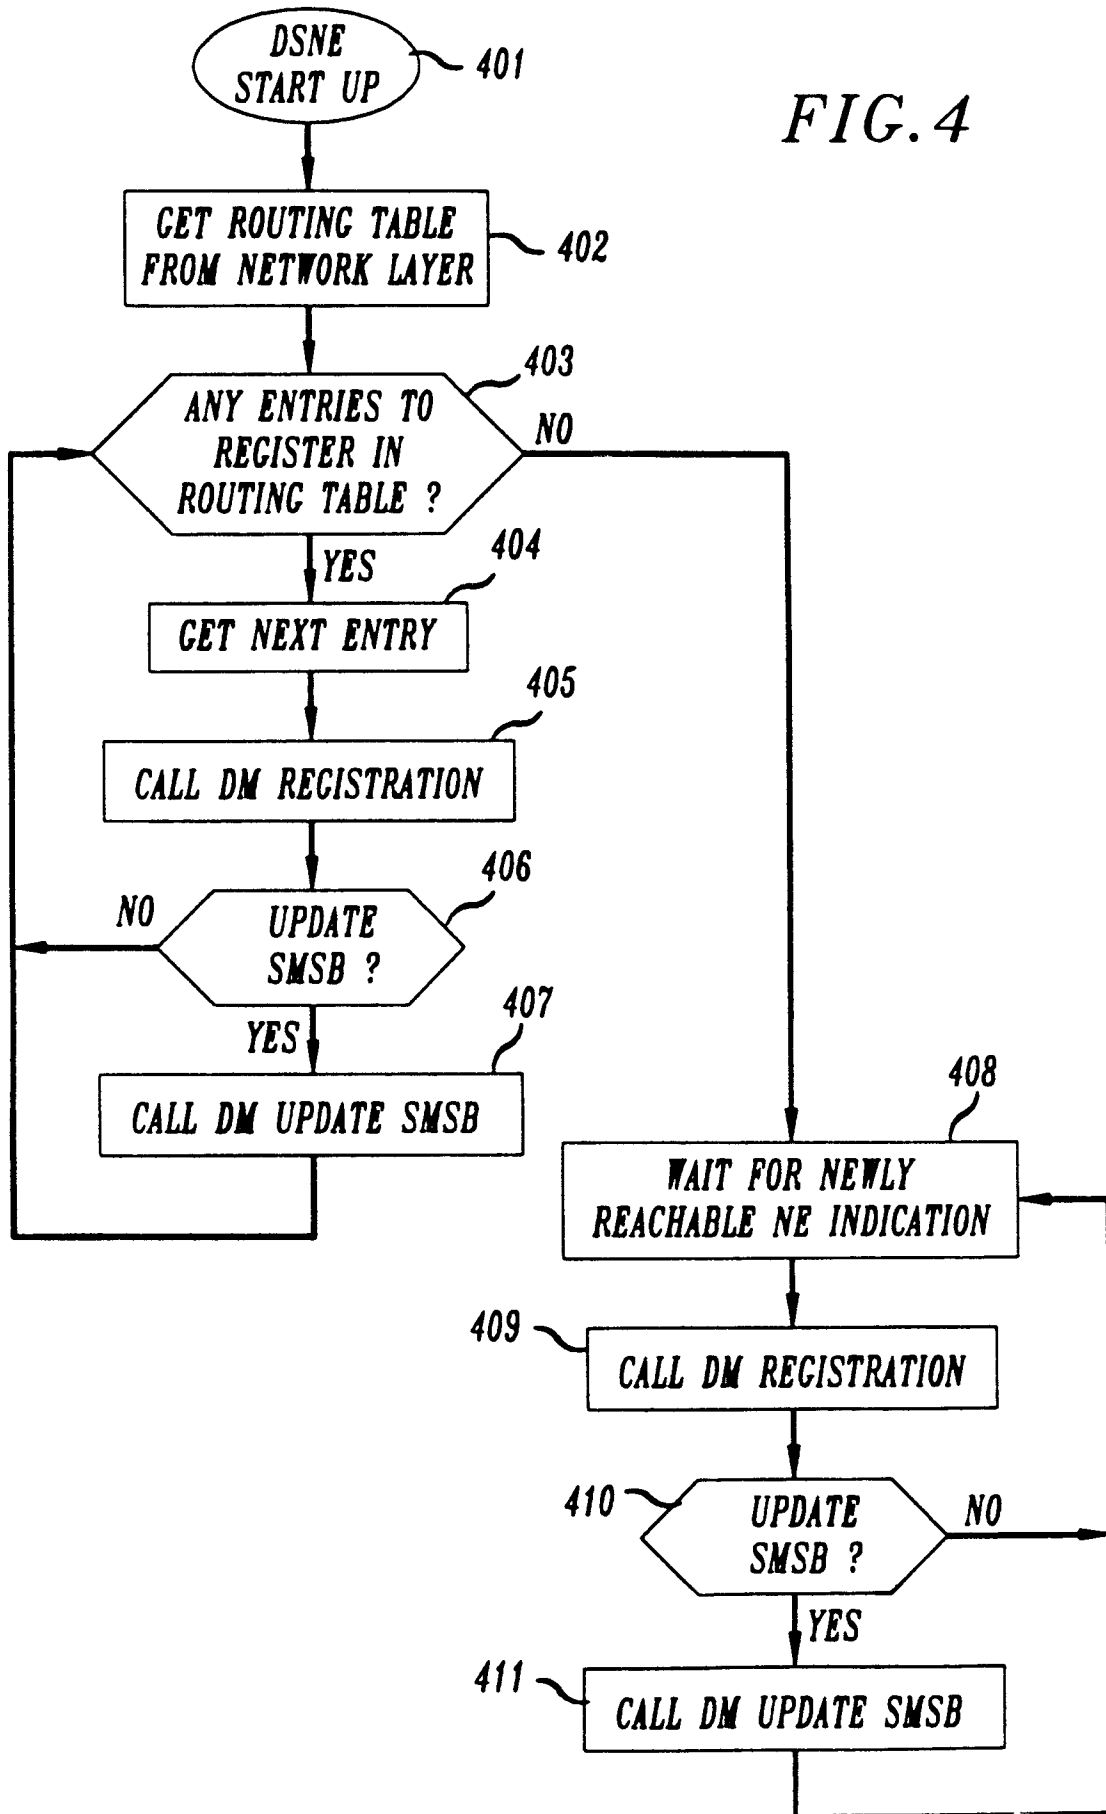 DSNE
START UP
401
FIG. 4
GET ROUTING TABLE
FROM NETWORK LAYER
402
403
ANY ENTRIES TO
REGISTER IN
ROUTING TABLE ?
NO
YES
404
GET NEXT ENTRY
405
CALL DM REGISTRATION
406
NO
UPDATE
SMSB ?
YES
407
CALL DM UPDATE SMSB
408
WAIT FOR NEWLY
REACHABLE NE INDICATION
409
CALL DM REGISTRATION
410
UPDATE
SMSB ?
NO
YES
411
CALL DM UPDATE SMSB